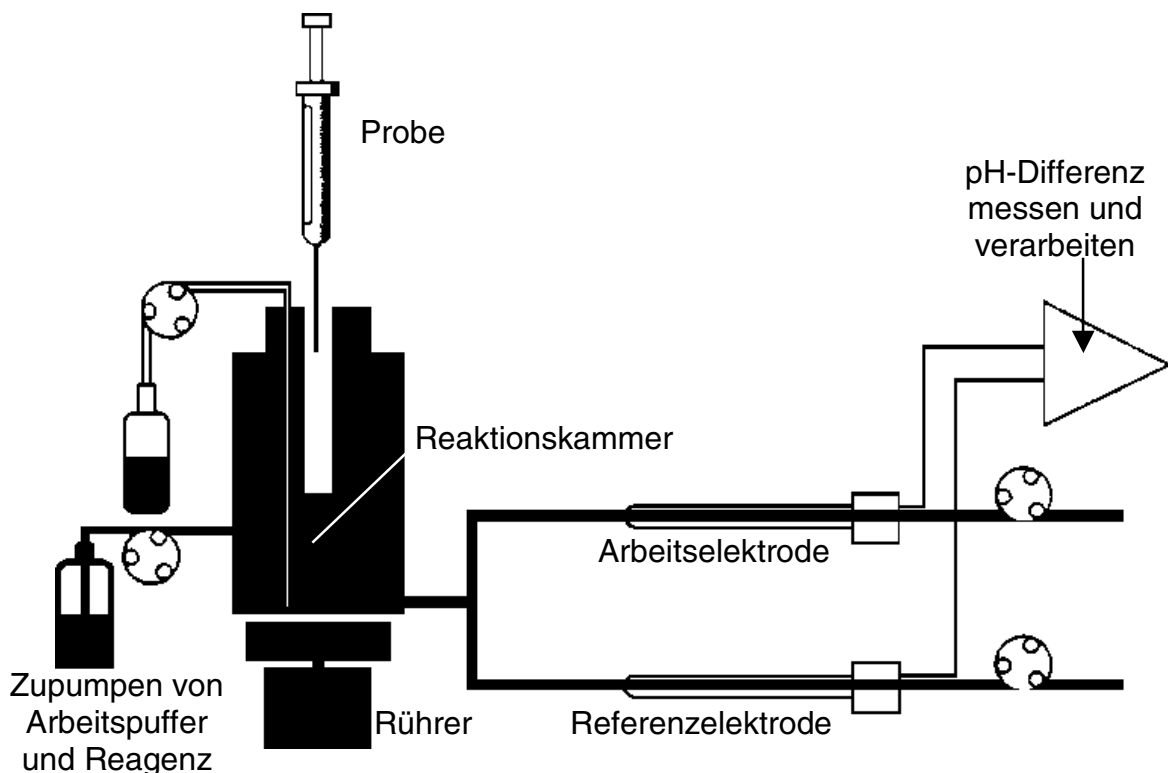 Probe
pH-Differenz
messen und
verarbeiten
Reaktionskammer
Arbeitselektrode
Zupumpen von
Arbeitspuffer
und Reagenz
Rührer
Referenzelektrode